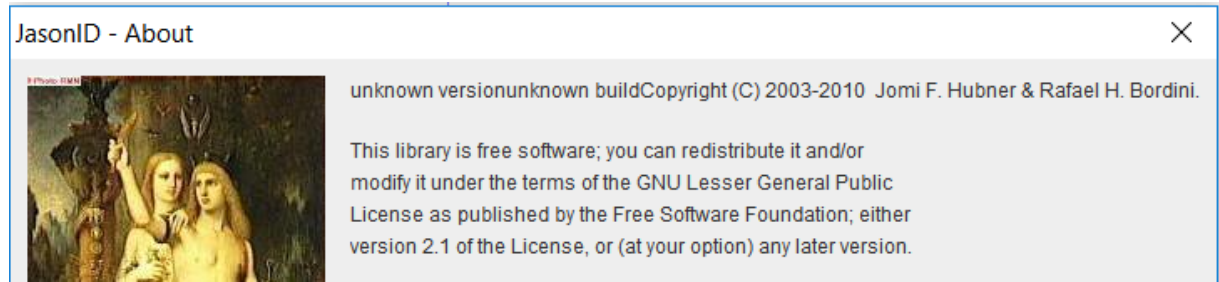 JasonID - About
© Photo RMN
unknown versionunknown buildCopyright (C) 2003-2010  Jomi F. Hubner & Rafael H. Bordini.
This library is free software; you can redistribute it and/or
modify it under the terms of the GNU Lesser General Public
License as published by the Free Software Foundation; either
version 2.1 of the License, or (at your option) any later version.